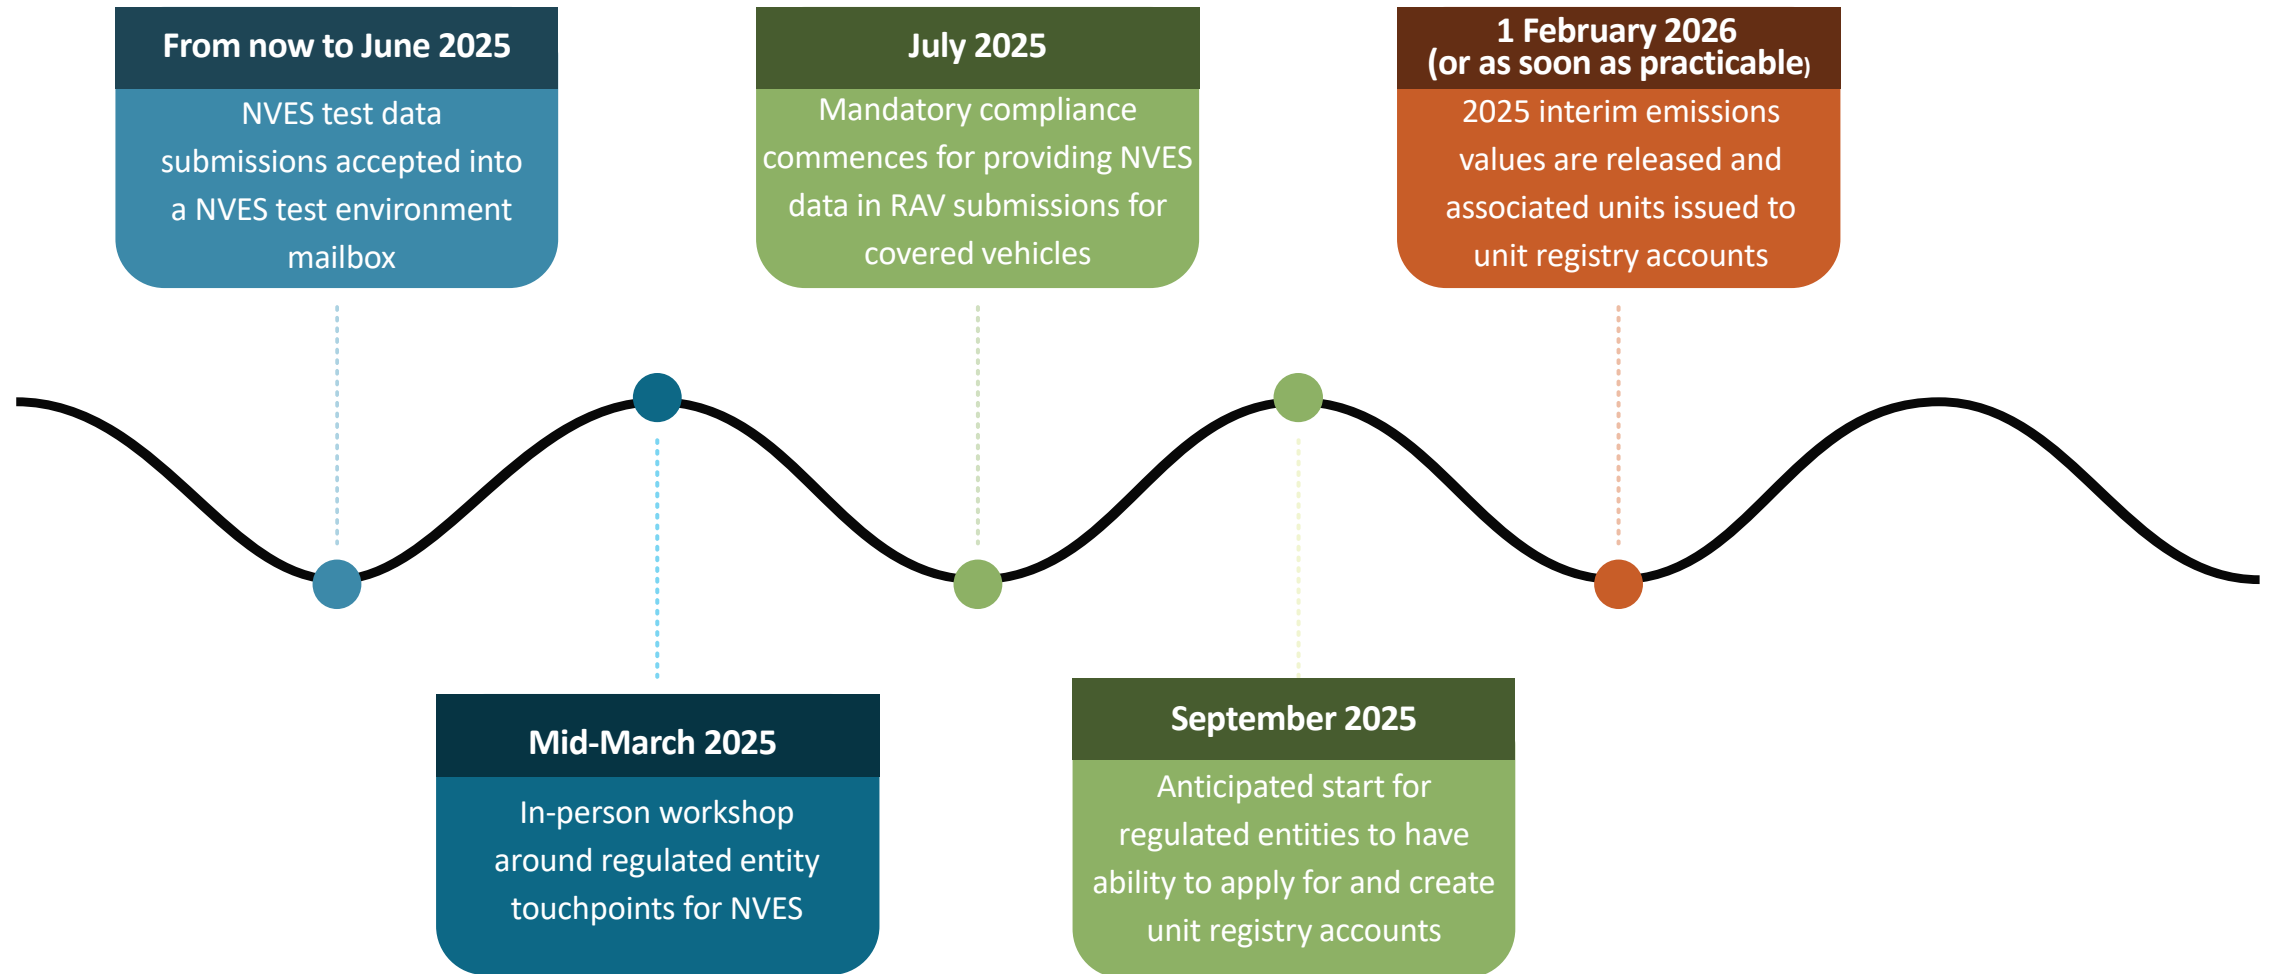 From now to June 2025
NVES test data
submissions accepted into
a NVES test environment
mailbox
Mid-March 2025
In-person workshop
around regulated entity
touchpoints for NVES
July 2025
Mandatory compliance
commences for providing NVES
data in RAV submissions for
covered vehicles
September 2025
Anticipated start for
regulated entities to have
ability to apply for and create
unit registry accounts
1 February 2026
(or as soon as practicable)
2025 interim emissions
values are released and
associated units issued to
unit registry accounts